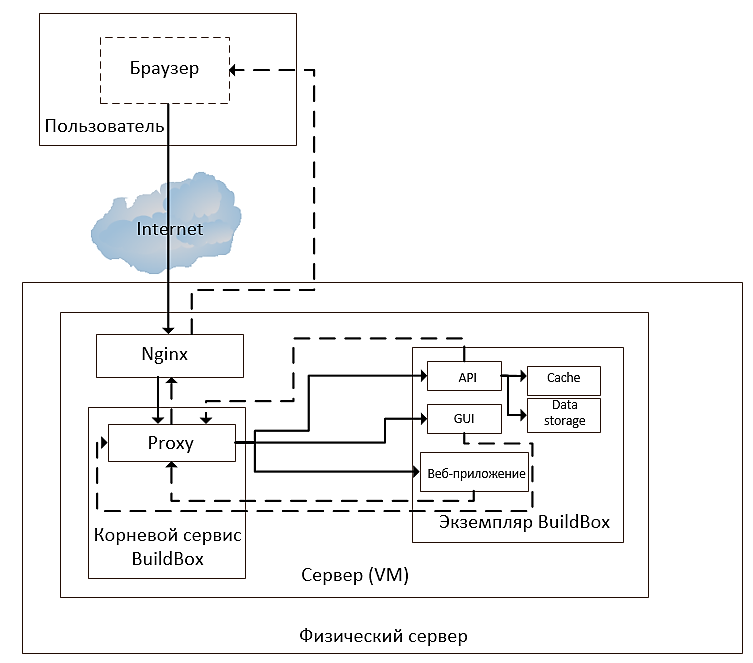 Браузер
Пользователь
Internet
Nginx
API
Cache
Data
storage
GUI
Proxy
Веб-приложение
Экземпляр BuildBox
Корневой сервис
BuildBox
Сервер (VM)
Физический сервер